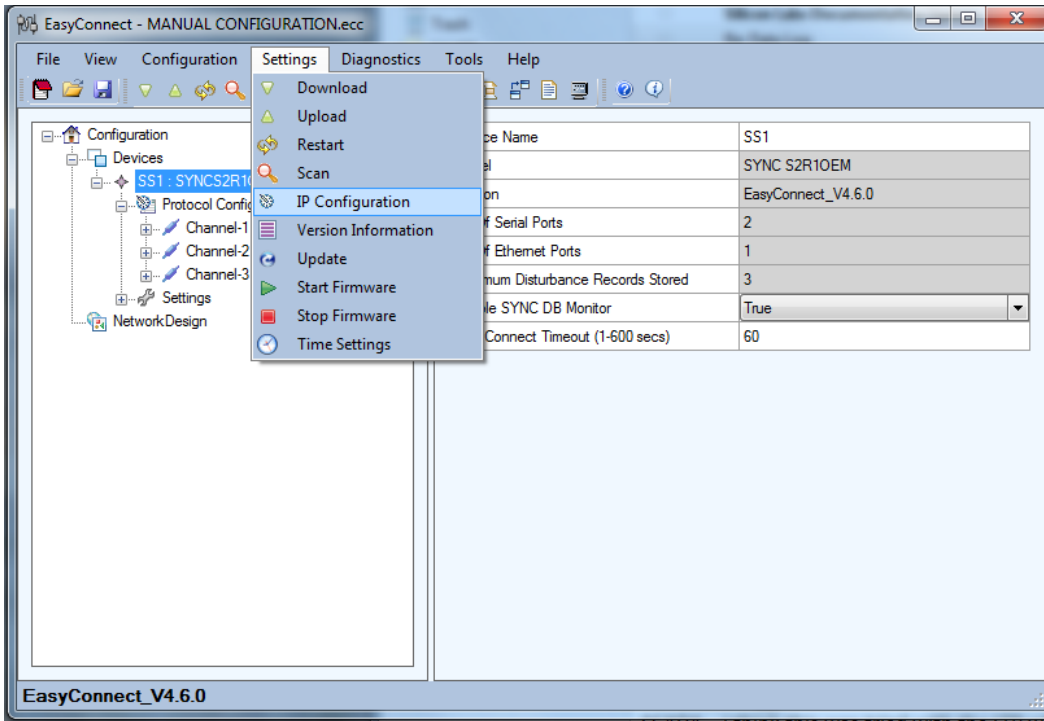 EasyConnect - MANUAL CONFIGURATION.ecc
File View Configuration Settings Diagnostics Tools Help
Download
Upload
Restart
Scan
IP Configuration
Version Information
Update
Start Firmware
Stop Firmware
Time Settings
Configuration
Devices
SS1 : SYNCS2R1
Protocol Config
Channel-1
Channel-2
Channel-3
Settings
NetworkDesign
ce Name SS1
el SYNC S2R1OEM
on EasyConnect_V4.6.0
f Serial Ports 2
f Ethernet Ports 1
mum Disturbance Records Stored 3
le SYNC DB Monitor True
Connect Timeout (1-600 secs) 60
EasyConnect_V4.6.0